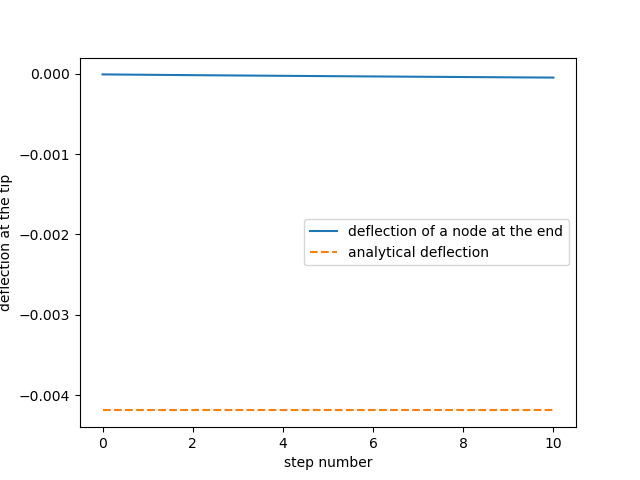 0.000
−0.001
−0.002
−0.003
−0.004
deflection at the tip
deflection of a node at the end
analytical deflection
0 2 4 6 8 10
step number